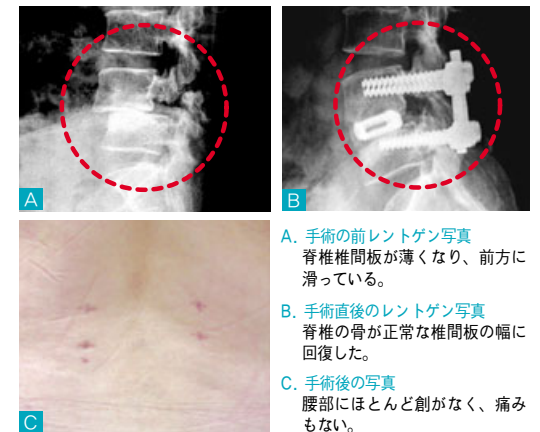 A
B
A. 手術の前レントゲン写真
脊椎椎間板が薄くなり、前方に
滑っている。
B. 手術直後のレントゲン写真
脊椎の骨が正常な椎間板の幅に
回復した。
C
C. 手術後の写真
腰部にほとんど創がなく、痛み
もない。